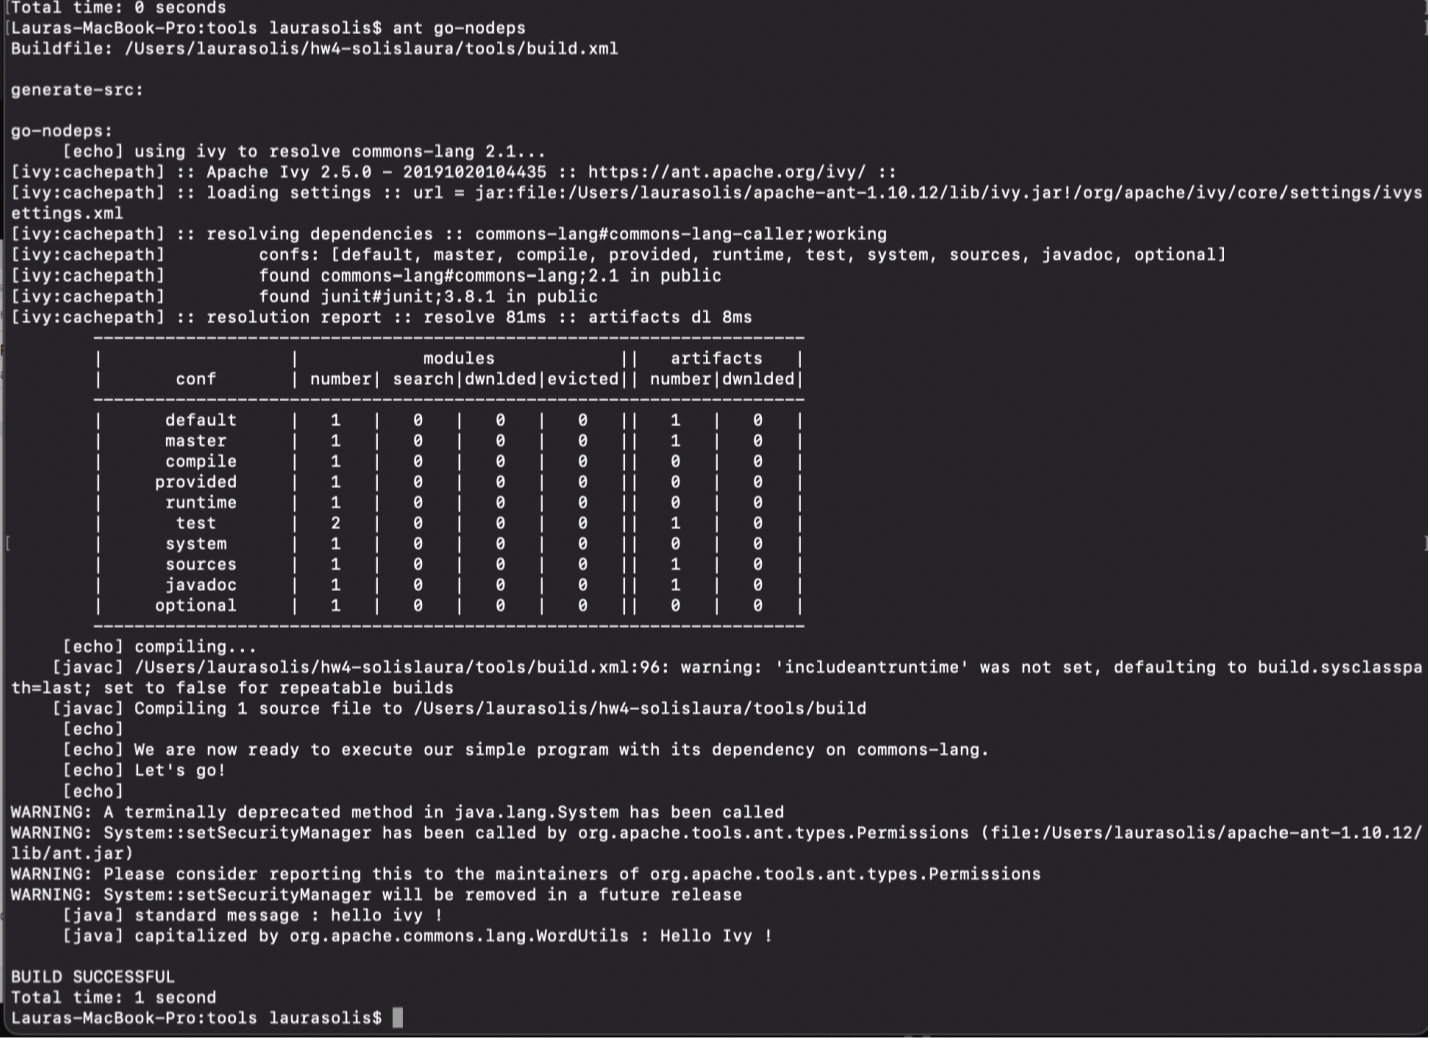 Total time: 0 seconds
Lauras-MacBook-Pro:tools laurasolis$ ant go-nodeps
Buildfile: /Users/laurasolis/hw4-solislaura/tools/build.xml
generate-src:
go-nodeps:
[echo] using ivy to resolve commons-lang 2.1...
[ivy:cachepath] :: Apache Ivy 2.5.0 - 20191020104435 :: https://ant.apache.org/ivy/ ::
[ivy:cachepath] :: loading settings :: url = jar:file:/Users/laurasolis/apache-ant-1.10.12/lib/ivy.jar!/org/apache/ivy/core/settings/ivys
ettings.xml
[ivy:cachepath] :: resolving dependencies :: commons-lang#commons-lang-caller;working
[ivy:cachepath] confs: [default, master, compile, provided, runtime, test, system, sources, javadoc, optional]
[ivy:cachepath] found commons-lang#commons-lang;2.1 in public
[ivy:cachepath] found junit#junit;3.8.1 in public
[ivy:cachepath] :: resolution report :: resolve 81ms :: artifacts dl 8ms
---------------------------------------------------------------------
| | modules || artifacts |
| conf | number| search|dwnlded|evicted|| number|dwnlded|
---------------------------------------------------------------------
| default | 1 | 0 | 0 | 0 || 1 | 0 |
| master | 1 | 0 | 0 | 0 || 1 | 0 |
| compile | 1 | 0 | 0 | 0 || 0 | 0 |
| provided | 1 | 0 | 0 | 0 || 0 | 0 |
| runtime | 1 | 0 | 0 | 0 || 0 | 0 |
| test | 2 | 0 | 0 | 0 || 1 | 0 |
| system | 1 | 0 | 0 | 0 || 0 | 0 |
| sources | 1 | 0 | 0 | 0 || 1 | 0 |
| javadoc | 1 | 0 | 0 | 0 || 1 | 0 |
| optional | 1 | 0 | 0 | 0 || 0 | 0 |
---------------------------------------------------------------------
[echo] compiling...
[javac] /Users/laurasolis/hw4-solislaura/tools/build.xml:96: warning: 'includeantruntime' was not set, defaulting to build.sysclasspa
th=last; set to false for repeatable builds
[javac] Compiling 1 source file to /Users/laurasolis/hw4-solislaura/tools/build
[echo]
[echo] We are now ready to execute our simple program with its dependency on commons-lang.
[echo] Let's go!
[echo]
WARNING: A terminally deprecated method in java.lang.System has been called
WARNING: System::setSecurityManager has been called by org.apache.tools.ant.types.Permissions (file:/Users/laurasolis/apache-ant-1.10.12/
lib/ant.jar)
WARNING: Please consider reporting this to the maintainers of org.apache.tools.ant.types.Permissions
WARNING: System::setSecurityManager will be removed in a future release
[java] standard message : hello ivy !
[java] capitalized by org.apache.commons.lang.WordUtils : Hello Ivy !
BUILD SUCCESSFUL
Total time: 1 second
Lauras-MacBook-Pro:tools laurasolis$